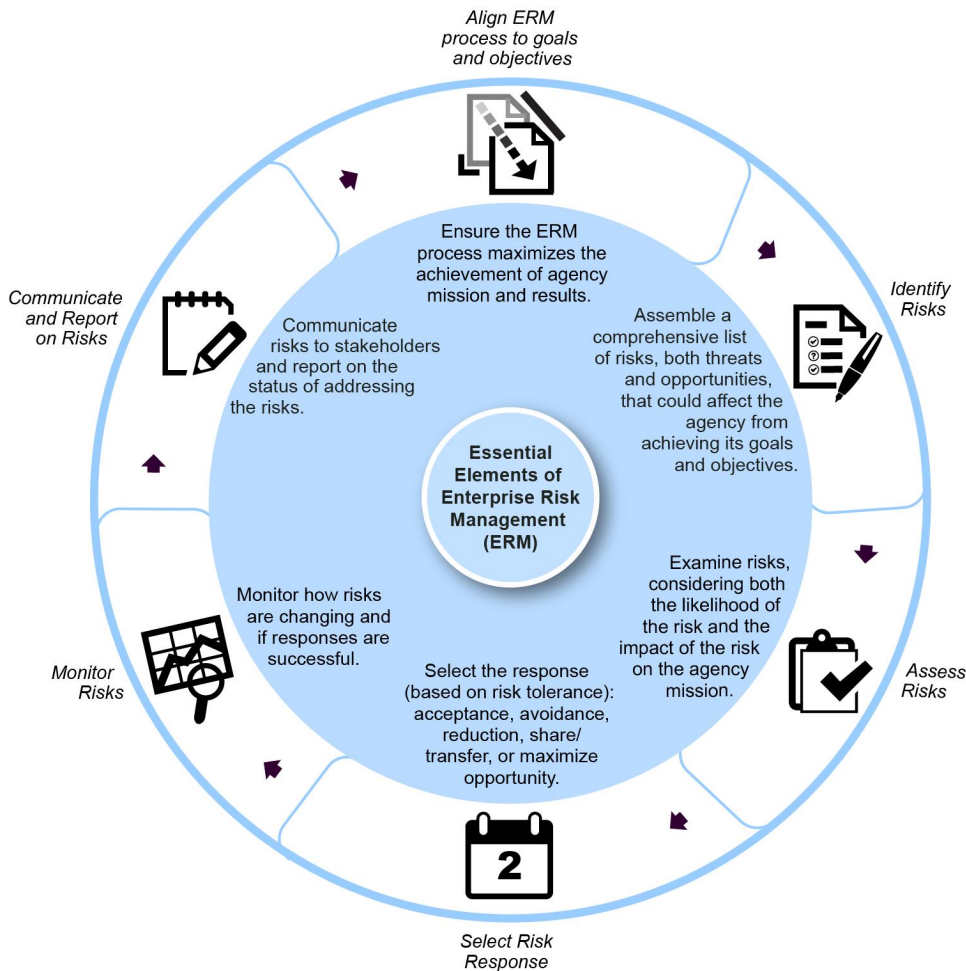 Align ERM
process to goals
and objectives
Ensure the ERM
process maximizes the
achievement of agency
mission and results.
Identify
Risks
Assemble a
comprehensive list
of risks, both threats
and opportunities,
that could affect the
agency from
achieving its goals
and objectives.
Assess
Risks
Examine risks,
considering both
the likelihood of
the risk and the
impact of the risk
on the agency
mission.
Select the response
(based on risk tolerance):
acceptance, avoidance,
reduction, share/
transfer, or maximize
opportunity.
2
Select Risk
Response
Monitor
Risks
Monitor how risks
are changing and
if responses are
successful.
Communicate
and Report
on Risks
Communicate
risks to stakeholders
and report on the
status of addressing
the risks.
Essential
Elements of
Enterprise Risk
Management
(ERM)